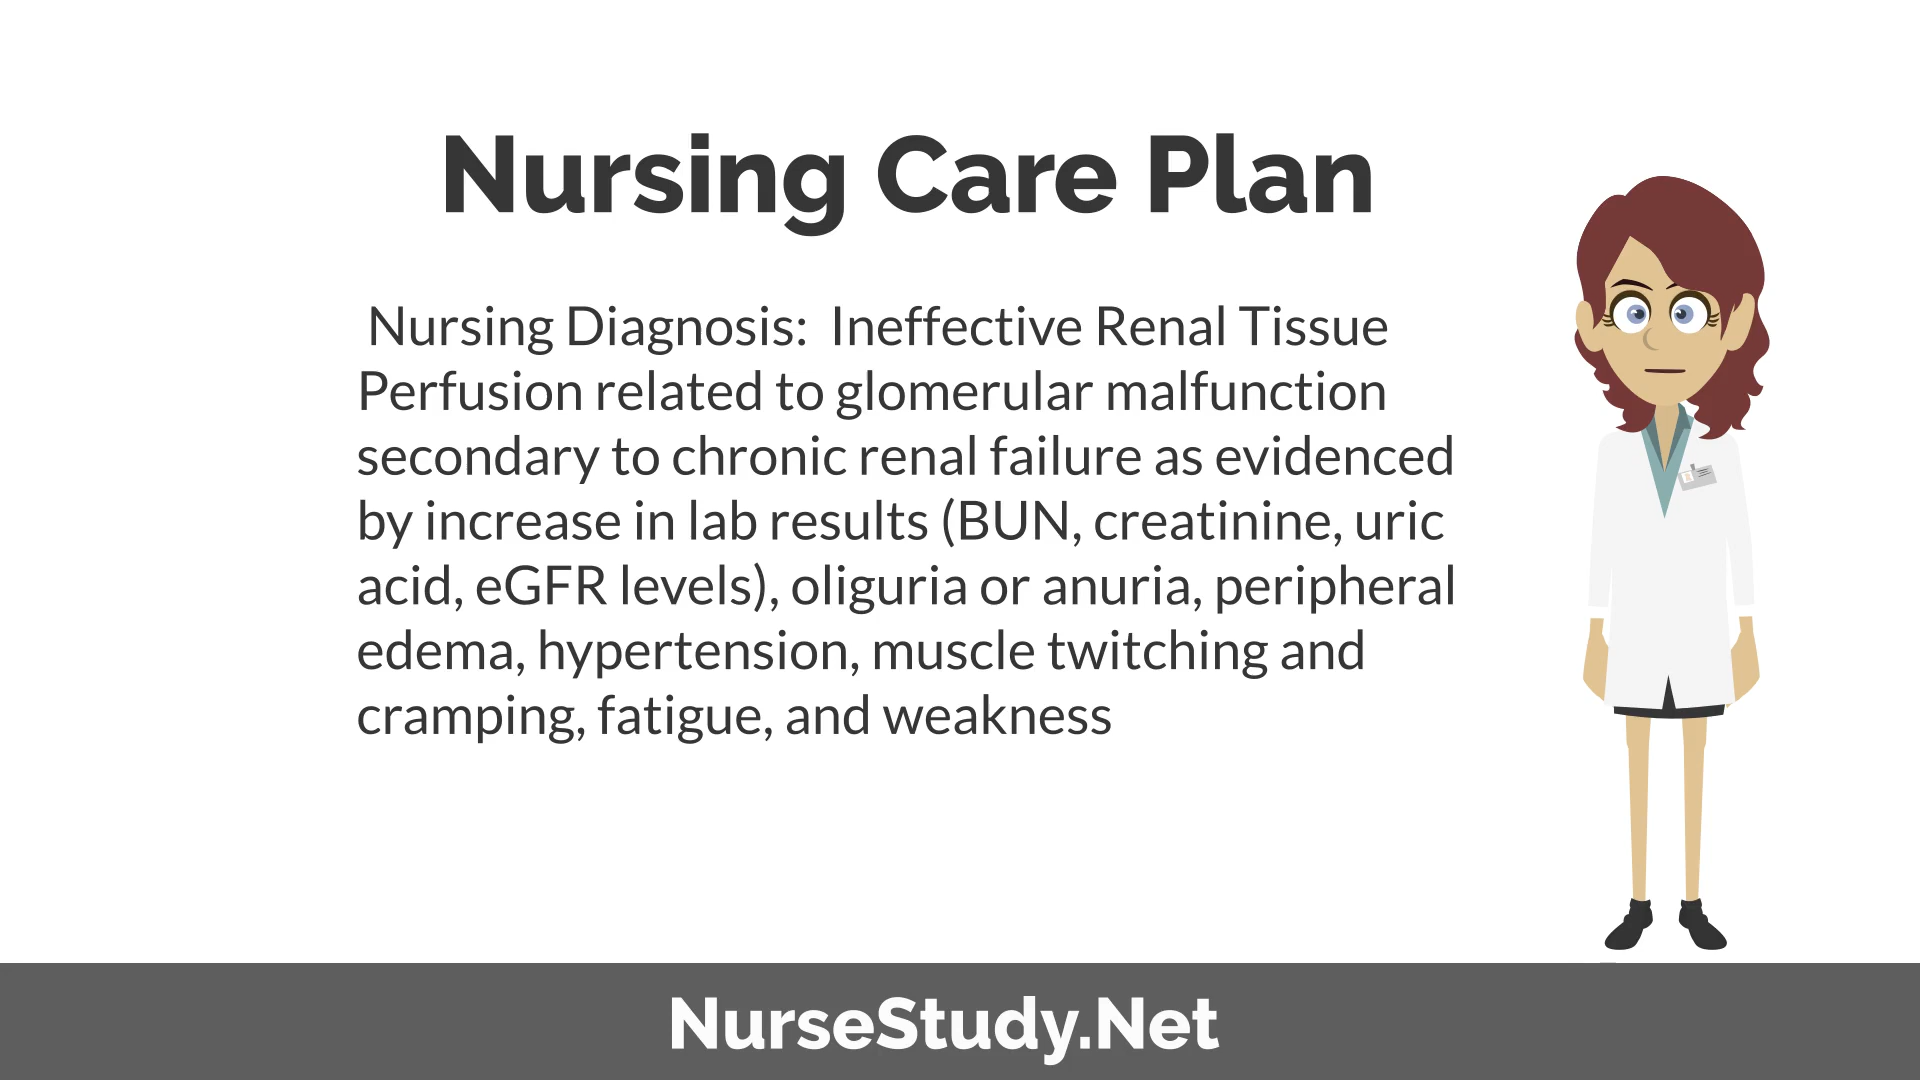 Nursing Care Plan
Nursing Diagnosis: Ineffective Renal Tissue
Perfusion related to glomerular malfunction
secondary to chronic renal failure as evidenced
by increase in lab results (BUN, creatinine, uric
acid, eGFR levels), oliguria or anuria, peripheral
edema, hypertension, muscle twitching and
cramping, fatigue, and weakness
NurseStudy.Net